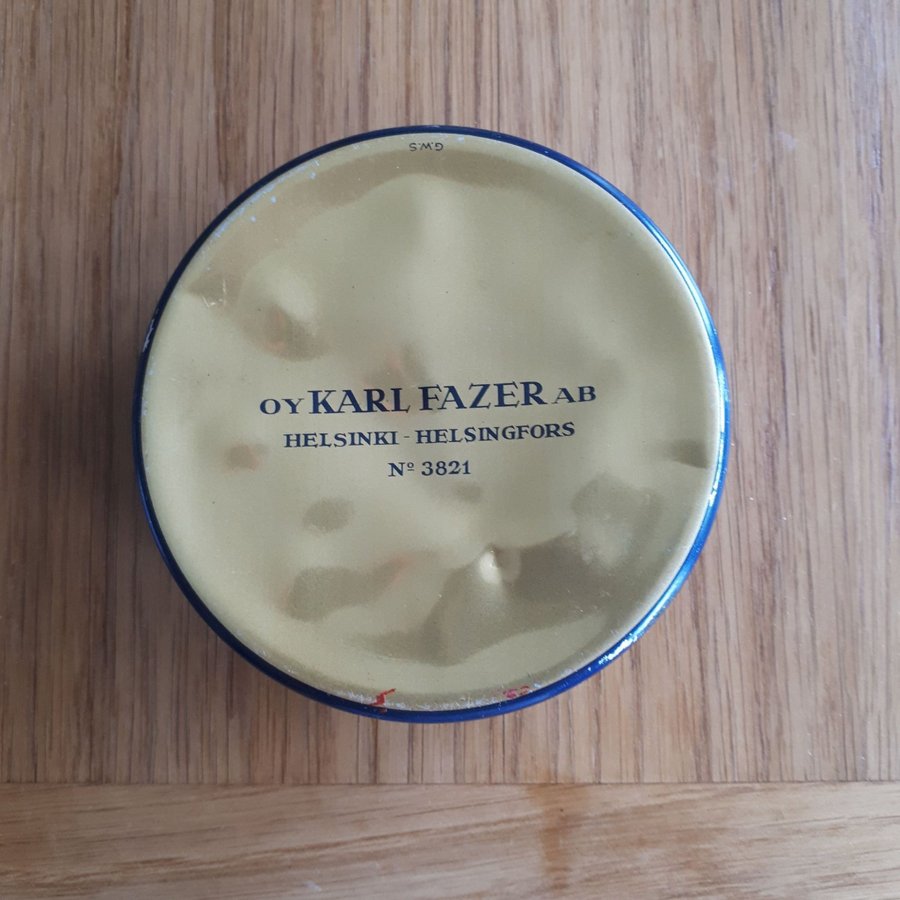 G.W.S
OY KARL FAZER AB
HELSINKI - HELSINGFORS
Nº 3821